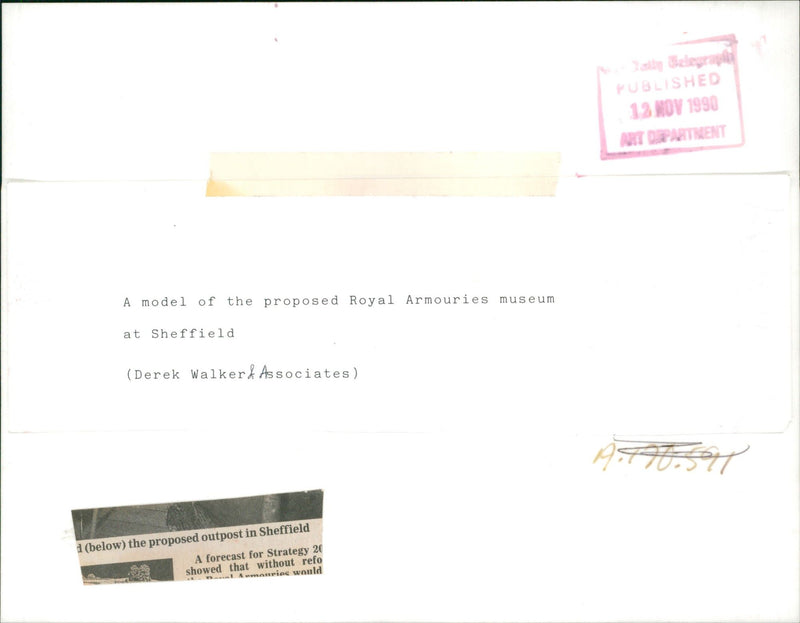 Daily Telegraph
PUBLISHED
12 NOV 1990
ART DEPARTMENT
A model of the proposed Royal Armouries museum
at Sheffield
(Derek Walker & Associates)
A.170.591
d (below) the proposed outpost in Sheffield
A forecast for Strategy 20
showed that without refo
the Royal Armouries would